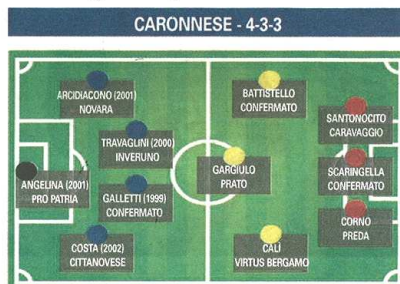 CARONNESE - 4-3-3
ARCIDIACONO (2001)
NOVARA
TRAVAGLINI (2000)
INVERUNO
ANGELINA (2001)
PRO PATRIA
GALLETTI (1999)
CONFERMATO
COSTA (2002)
CITTANOVESE
BATTISTELLO
CONFERMATO
GARGIULO
PRATO
CALÌ
VIRTUS BERGAMO
SANTONOCITO
CARAVAGGIO
SCARINGELLA
CONFERMATO
CORNO
PREDA